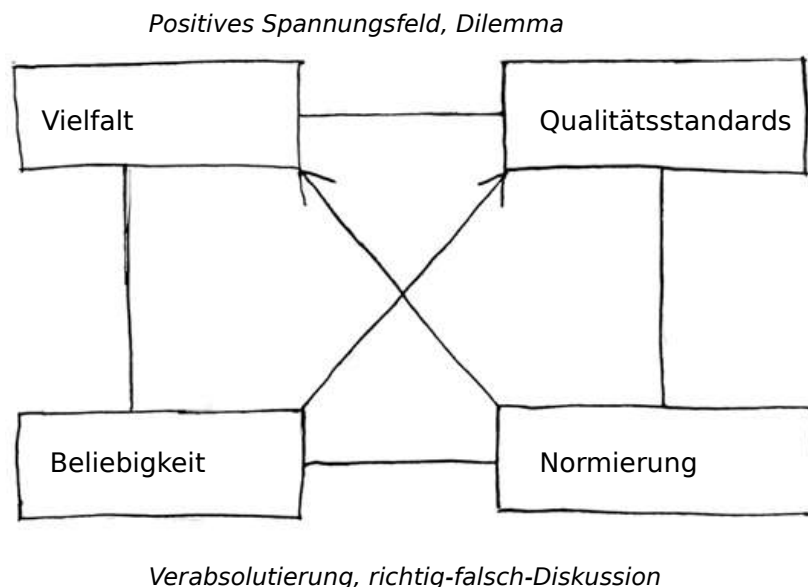 Positives Spannungsfeld, Dilemma
Vielfalt
Qualitätsstandards
Beliebigkeit
Normierung
Verabsolutierung, richtig-falsch-Diskussion